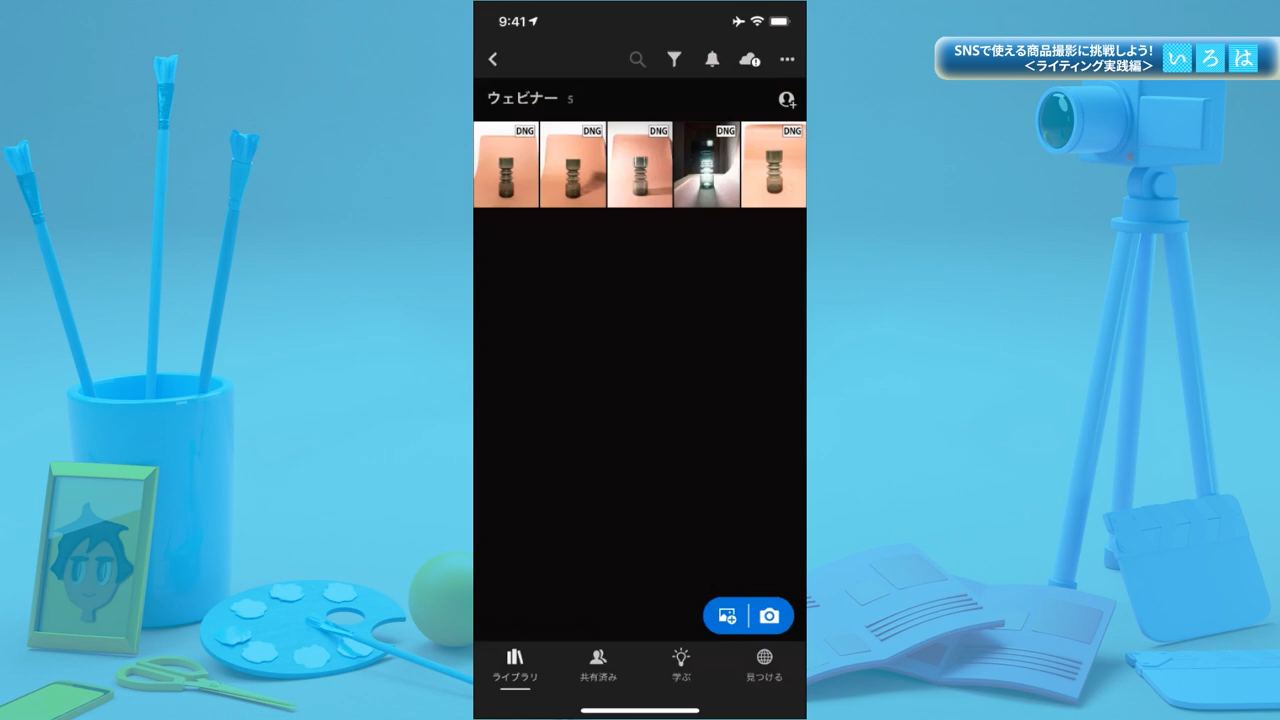 9:41
SNSで使える商品撮影に挑戦しよう!
<ライティング実践編>
いろは
ウェビナー 5
DNG DNG DNG DNG DNG
ライブラリ 共有済み 学ぶ 見つける